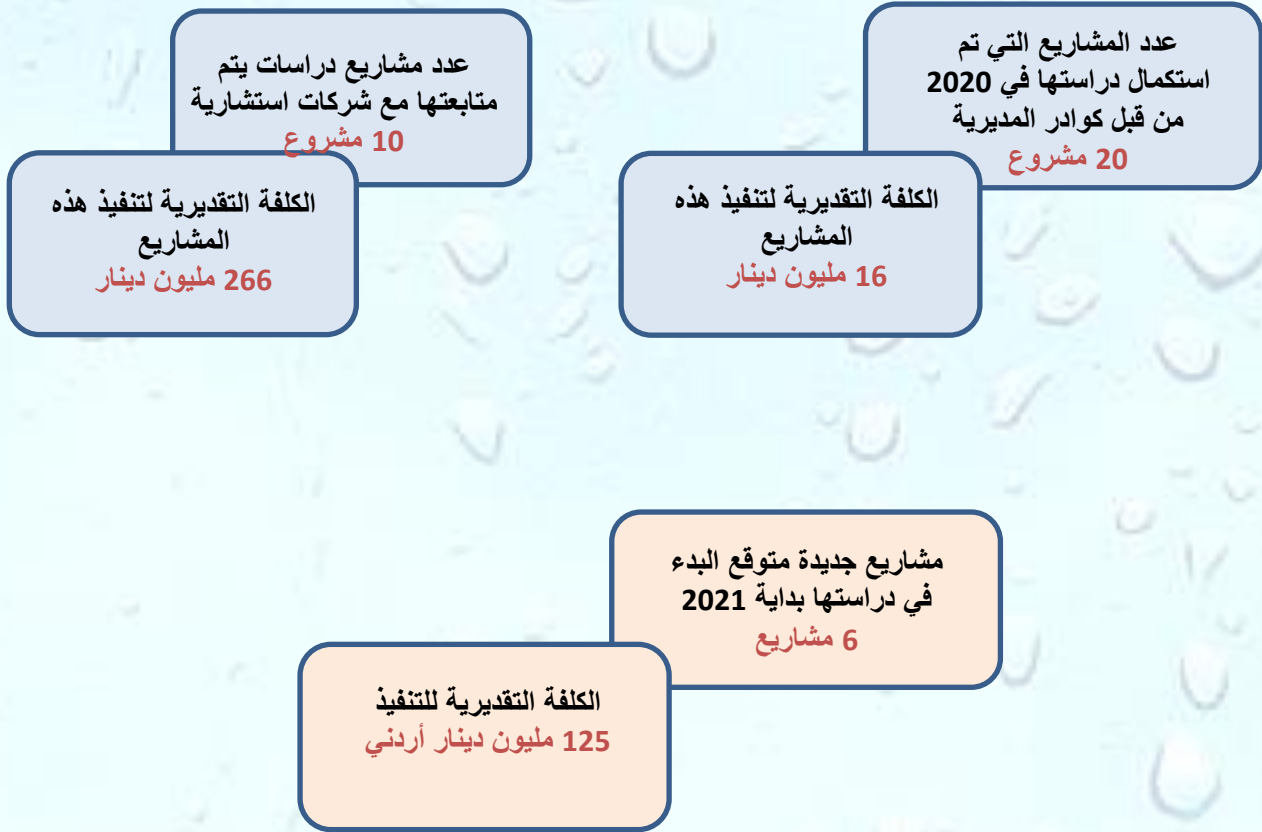 عدد المشاريع التي تم
استكمال دراستها في 2020
من قبل كوادر المديرية
20 مشروع
الكلفة التقديرية لتنفيذ هذه
المشاريع
16 مليون دينار
عدد مشاريع دراسات يتم
متابعتها مع شركات استشارية
10 مشروع
الكلفة التقديرية لتنفيذ هذه
المشاريع
266 مليون دينار
مشاريع جديدة متوقع البدء
في دراستها بداية 2021
6 مشاريع
الكلفة التقديرية للتنفيذ
125 مليون دينار أردني